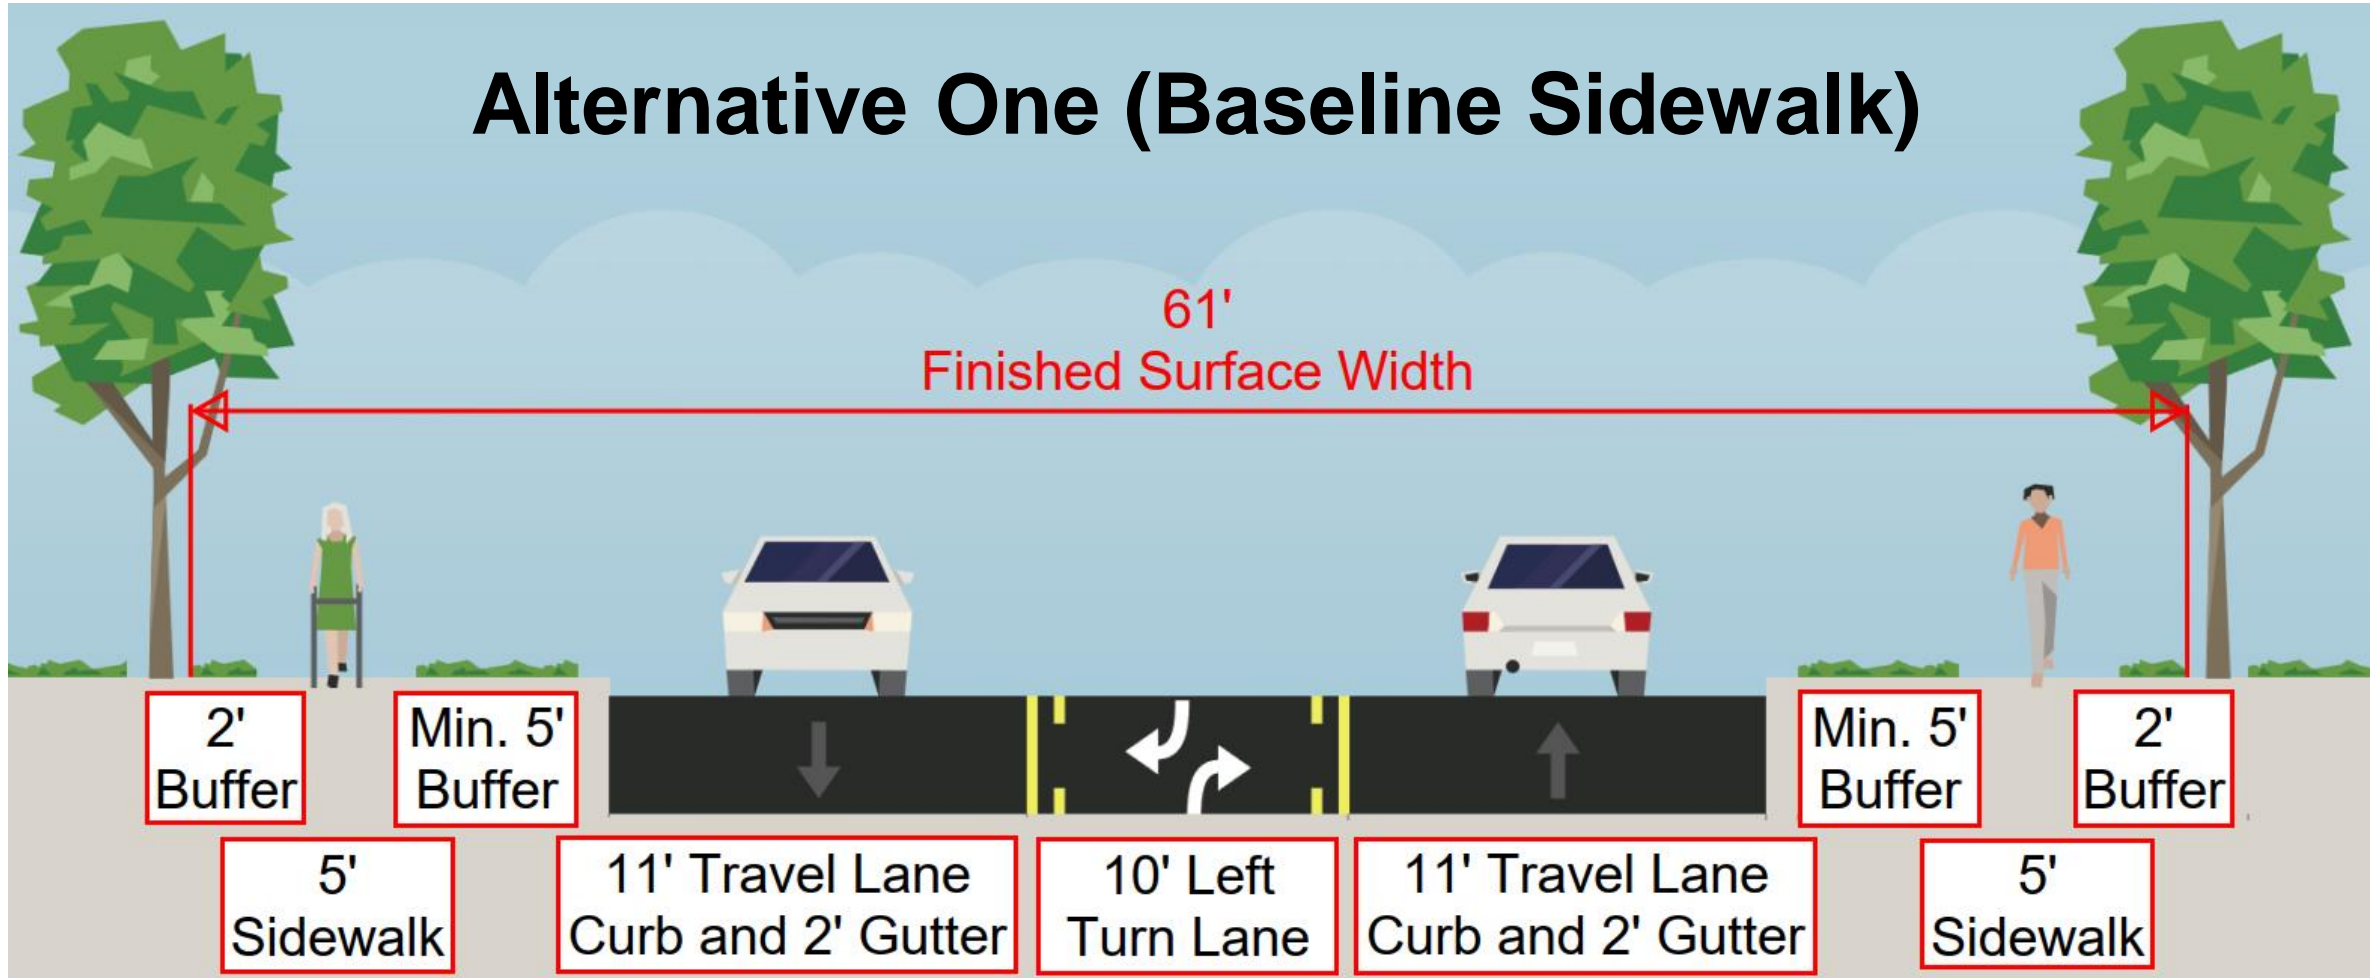 Alternative One (Baseline Sidewalk)
61'
Finished Surface Width
2'
Buffer
Min. 5'
Buffer
Min. 5'
Buffer
2'
Buffer
5'
Sidewalk
11' Travel Lane
Curb and 2' Gutter
10' Left
Turn Lane
11' Travel Lane
Curb and 2' Gutter
5'
Sidewalk